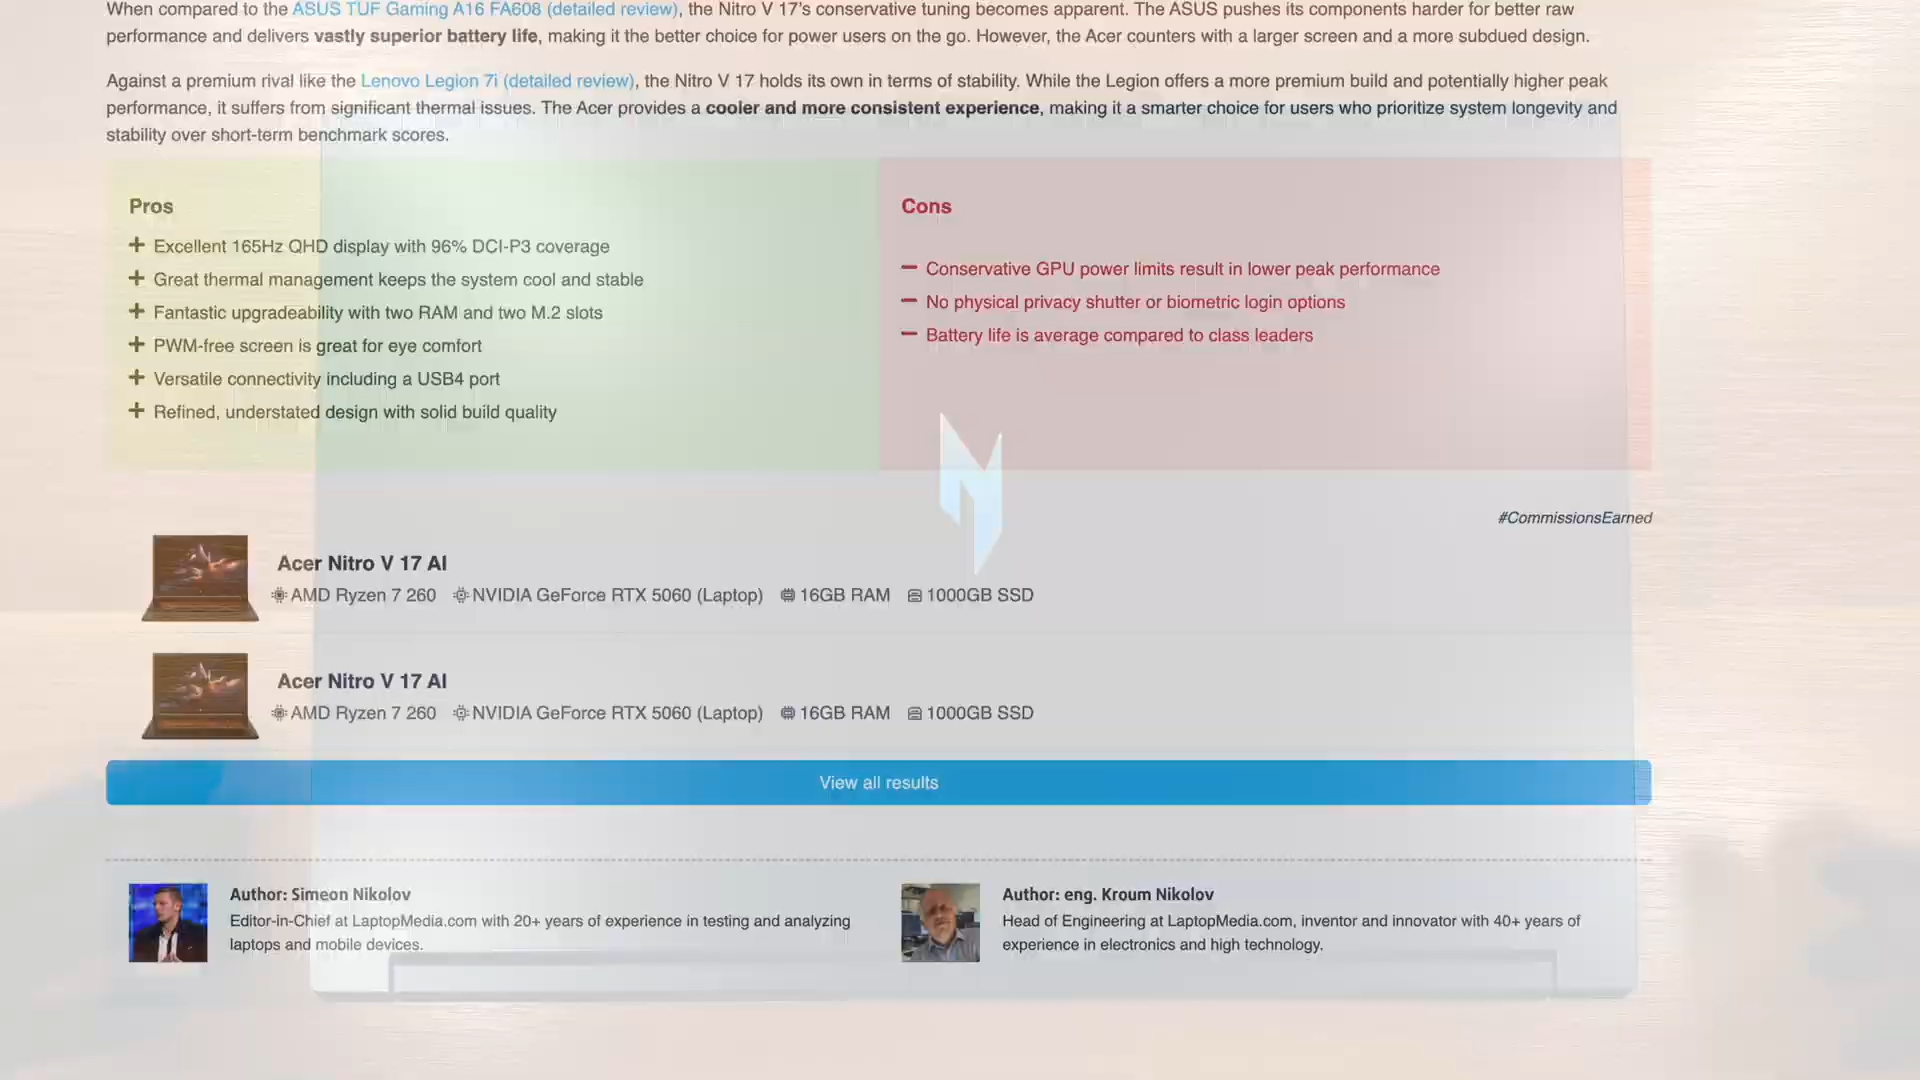 When compared to the ASUS TUF Gaming A16 FA608 (detailed review), the Nitro V 17’s conservative tuning becomes apparent. The ASUS pushes its components harder for better raw
performance and delivers vastly superior battery life, making it the better choice for power users on the go. However, the Acer counters with a larger screen and a more subdued design.
Against a premium rival like the Lenovo Legion 7i (detailed review), the Nitro V 17 holds its own in terms of stability. While the Legion offers a more premium build and potentially higher peak
performance, it suffers from significant thermal issues. The Acer provides a cooler and more consistent experience, making it a smarter choice for users who prioritize system longevity and
stability over short-term benchmark scores.
Pros
Excellent 165Hz QHD display with 96% DCI-P3 coverage
Great thermal management keeps the system cool and stable
Fantastic upgradeability with two RAM and two M.2 slots
PWM-free screen is great for eye comfort
Versatile connectivity including a USB4 port
Refined, understated design with solid build quality
Cons
Conservative GPU power limits result in lower peak performance
No physical privacy shutter or biometric login options
Battery life is average compared to class leaders
#CommissionsEarned
Acer Nitro V 17 AI
AMD Ryzen 7 260 NVIDIA GeForce RTX 5060 (Laptop) 16GB RAM 1000GB SSD
Acer Nitro V 17 AI
AMD Ryzen 7 260 NVIDIA GeForce RTX 5060 (Laptop) 16GB RAM 1000GB SSD
View all results
Author: Simeon Nikolov
Editor-in-Chief at LaptopMedia.com with 20+ years of experience in testing and analyzing
laptops and mobile devices.
Author: eng. Kroum Nikolov
Head of Engineering at LaptopMedia.com, inventor and innovator with 40+ years of
experience in electronics and high technology.